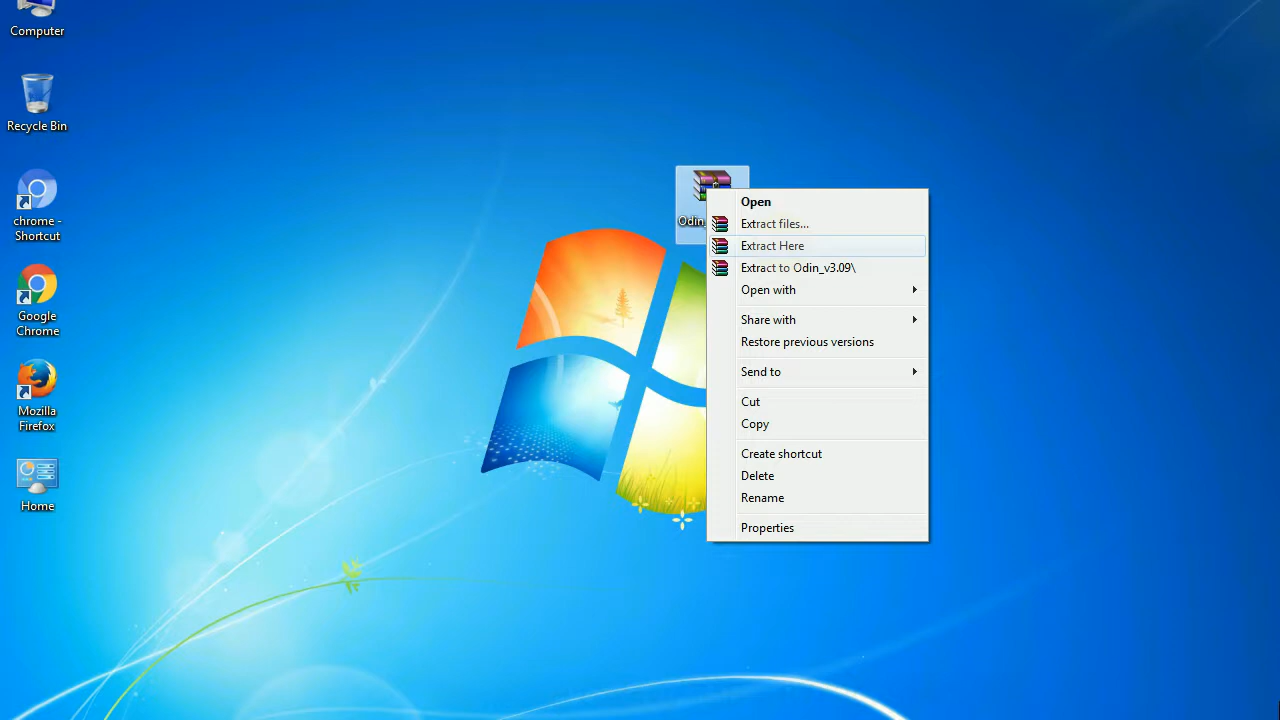 Computer
Recycle Bin
chrome -
Shortcut
Google
Chrome
Mozilla
Firefox
Home
Odin_
Open
Extract files...
Extract Here
Extract to Odin_v3.09\
Open with
Share with
Restore previous versions
Send to
Cut
Copy
Create shortcut
Delete
Rename
Properties